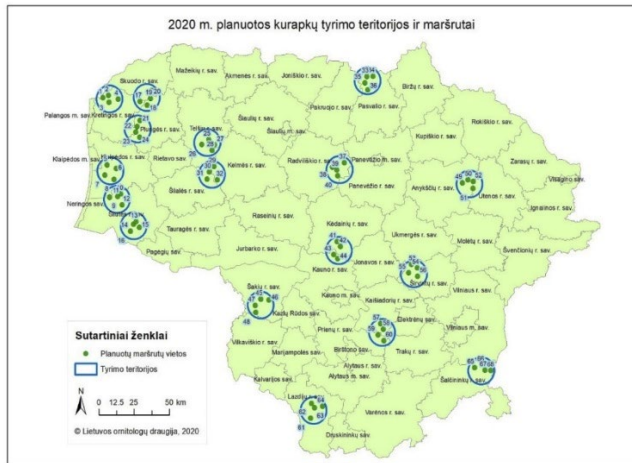 2020 m. planuotos kurapkų tyrimo teritorijos ir maršrutai
Skuodo r. sav.
Mažeikių r. sav.
Akmenės r. sav.
Joniškio r. sav.
Biržų r. sav.
Pakruojo r. sav.
Pasvalio r. sav.
Palangos m. sav.
Kretingos r. sav.
Plungės r. sav.
Telšių r. sav.
Šiaulių r. sav.
Šiaulių m. sav.
Rokiškio r. sav.
Kupiškio r. sav.
Klaipėdos m. sav.
Klaipėdos r. sav.
Rietavo sav.
Kelmės r. sav.
Radviliškio r. sav.
Panevėžio m. sav.
Panevėžio r. sav.
Zarasų r. sav.
Visagino sav.
Anykščių r. sav.
Utenos r. sav.
Ignalinos r. sav.
Neringos sav.
Šilalės r. sav.
Šilutės r. sav.
Tauragės r. sav.
Raseinių r. sav.
Kėdainių r. sav.
Ukmergės r. sav.
Molėtų r. sav.
Švenčionių r. sav.
Pagėgių sav.
Jurbarko r. sav.
Kauno r. sav.
Jonavos r. sav.
Širvintų r. sav.
Šakių r. sav.
Kauno m. sav.
Kaišiadorių r. sav.
Vilniaus r. sav.
Kazlų Rūdos sav.
Prienų r. sav.
Elektrėnų sav.
Vilniaus m. sav.
Vilkaviškio r. sav.
Marijampolės sav.
Birštono sav.
Trakų r. sav.
Alytaus r. sav.
Kalvarijos sav.
Alytaus m. sav.
Šalčininkų r. sav.
Lazdijų r. sav.
Varėnos r. sav.
Druskininkų sav.
Sutartiniai ženklai
Planuotų maršrutų vietos
Tyrimo teritorijos
N
0 12.5 25 50 km
© Lietuvos ornitologų draugija, 2020